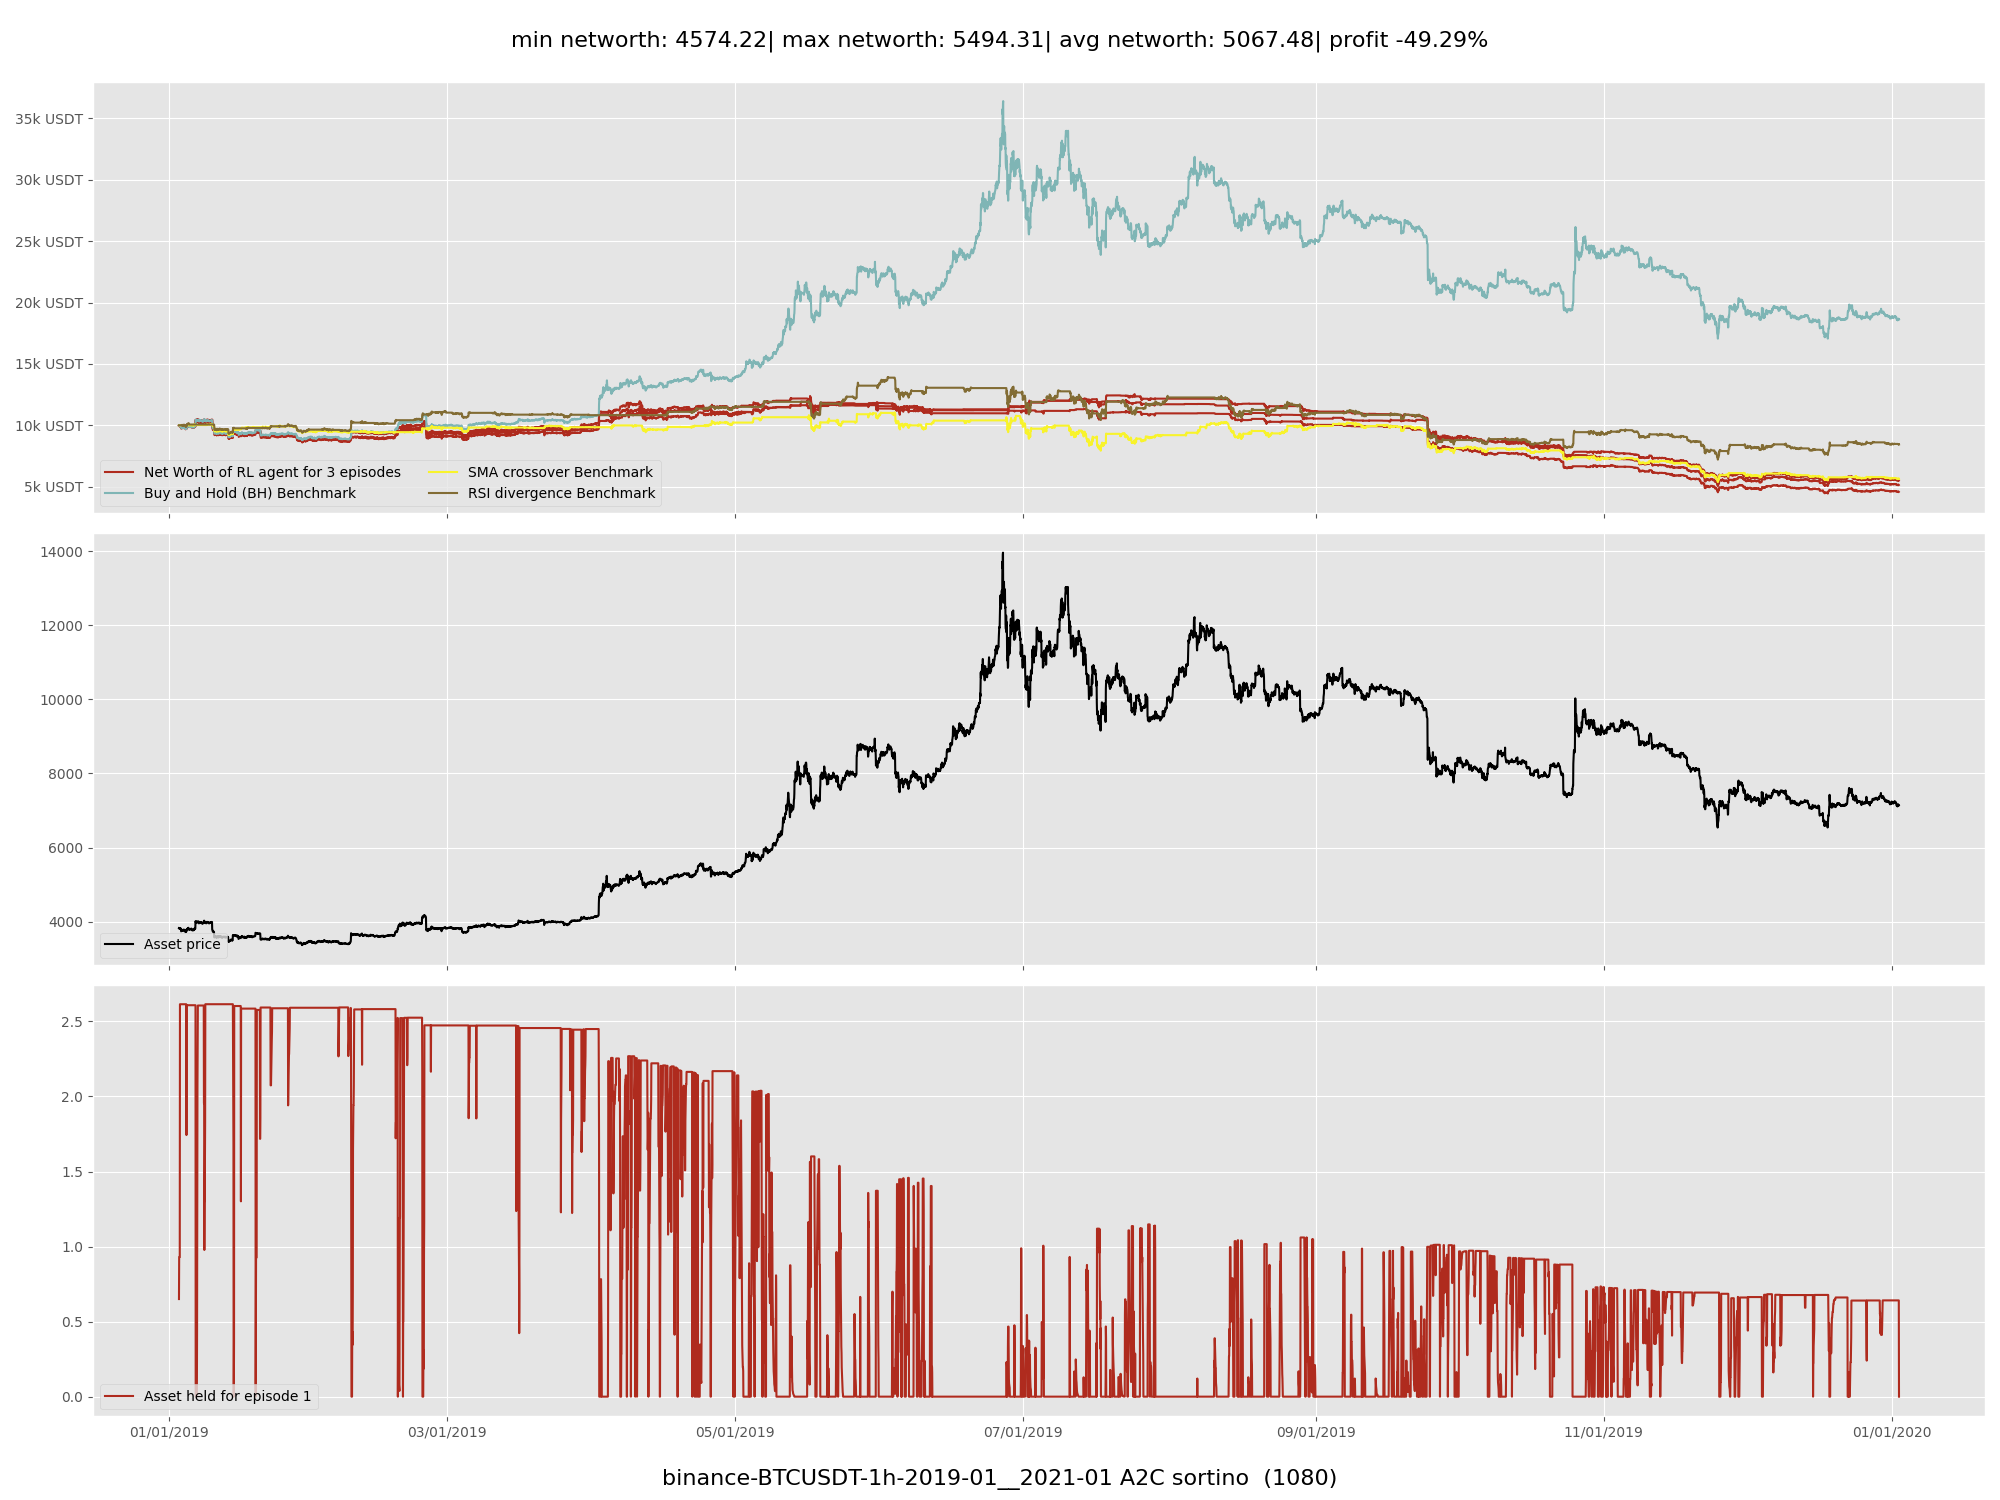 min networth: 4574.22| max networth: 5494.31| avg networth: 5067.48| profit -49.29%
35k USDT
30k USDT
25k USDT
20k USDT
15k USDT
10k USDT
5k USDT
Net Worth of RL agent for 3 episodes
Buy and Hold (BH) Benchmark
SMA crossover Benchmark
RSI divergence Benchmark
14000
12000
10000
8000
6000
4000
Asset price
2.5
2.0
1.5
1.0
0.5
0.0
Asset held for episode 1
01/01/2019 03/01/2019 05/01/2019 07/01/2019 09/01/2019 11/01/2019 01/01/2020
binance-BTCUSDT-1h-2019-01__2021-01 A2C sortino (1080)